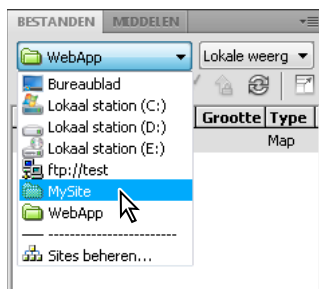 BESTANDEN MIDDELEN
WebApp Lokale weerg
Bureaublad
Lokaal station (C:)
Grootte Type
Lokaal station (D:)
Map
Lokaal station (E:)
ftp://test
MySite
WebApp
Sites beheren...